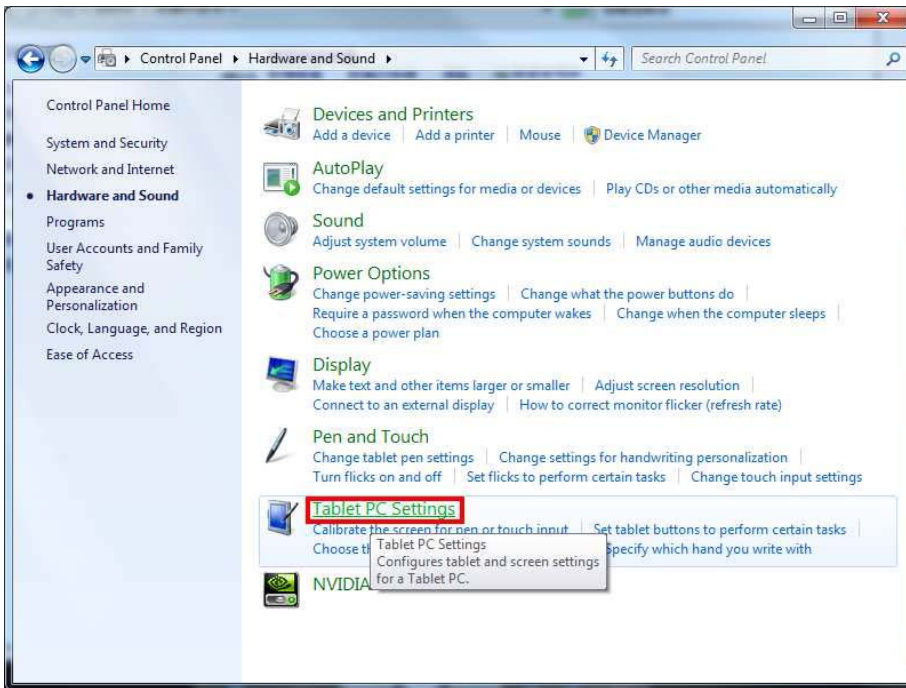 Control Panel ▸ Hardware and Sound ▸
Search Control Panel
Control Panel Home
System and Security
Network and Internet
Hardware and Sound
Programs
User Accounts and Family
Safety
Appearance and
Personalization
Clock, Language, and Region
Ease of Access
Devices and Printers
Add a device | Add a printer | Mouse | Device Manager
AutoPlay
Change default settings for media or devices | Play CDs or other media automatically
Sound
Adjust system volume | Change system sounds | Manage audio devices
Power Options
Change power-saving settings | Change what the power buttons do
Require a password when the computer wakes | Change when the computer sleeps
Choose a power plan
Display
Make text and other items larger or smaller | Adjust screen resolution
Connect to an external display | How to correct monitor flicker (refresh rate)
Pen and Touch
Change tablet pen settings | Change settings for handwriting personalization
Turn flicks on and off | Set flicks to perform certain tasks | Change touch input settings
Tablet PC Settings
Calibrate the screen for pen or touch input | Set tablet buttons to perform certain tasks
Choose Specify which hand you write with
Tablet PC Settings
Configures tablet and screen settings
for a Tablet PC.
NVIDIA